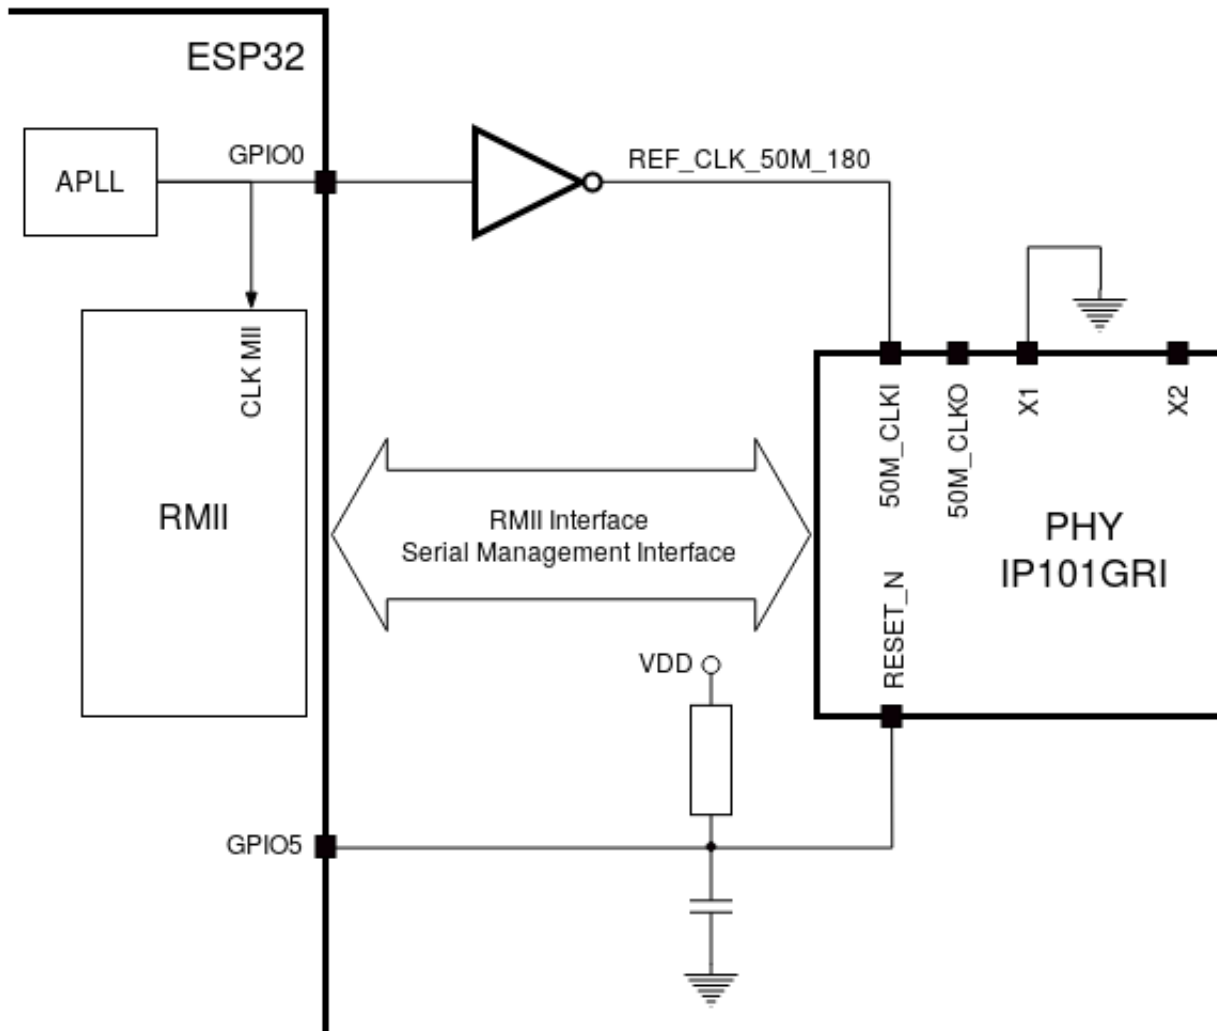 ESP32
GPIO0
APLL
REF_CLK_50M_180
CLK MII
RMII
RMII Interface
Serial Management Interface
50M_CLKI
50M_CLKO
X1
X2
PHY
IP101GRI
RESET_N
VDD
GPIO5